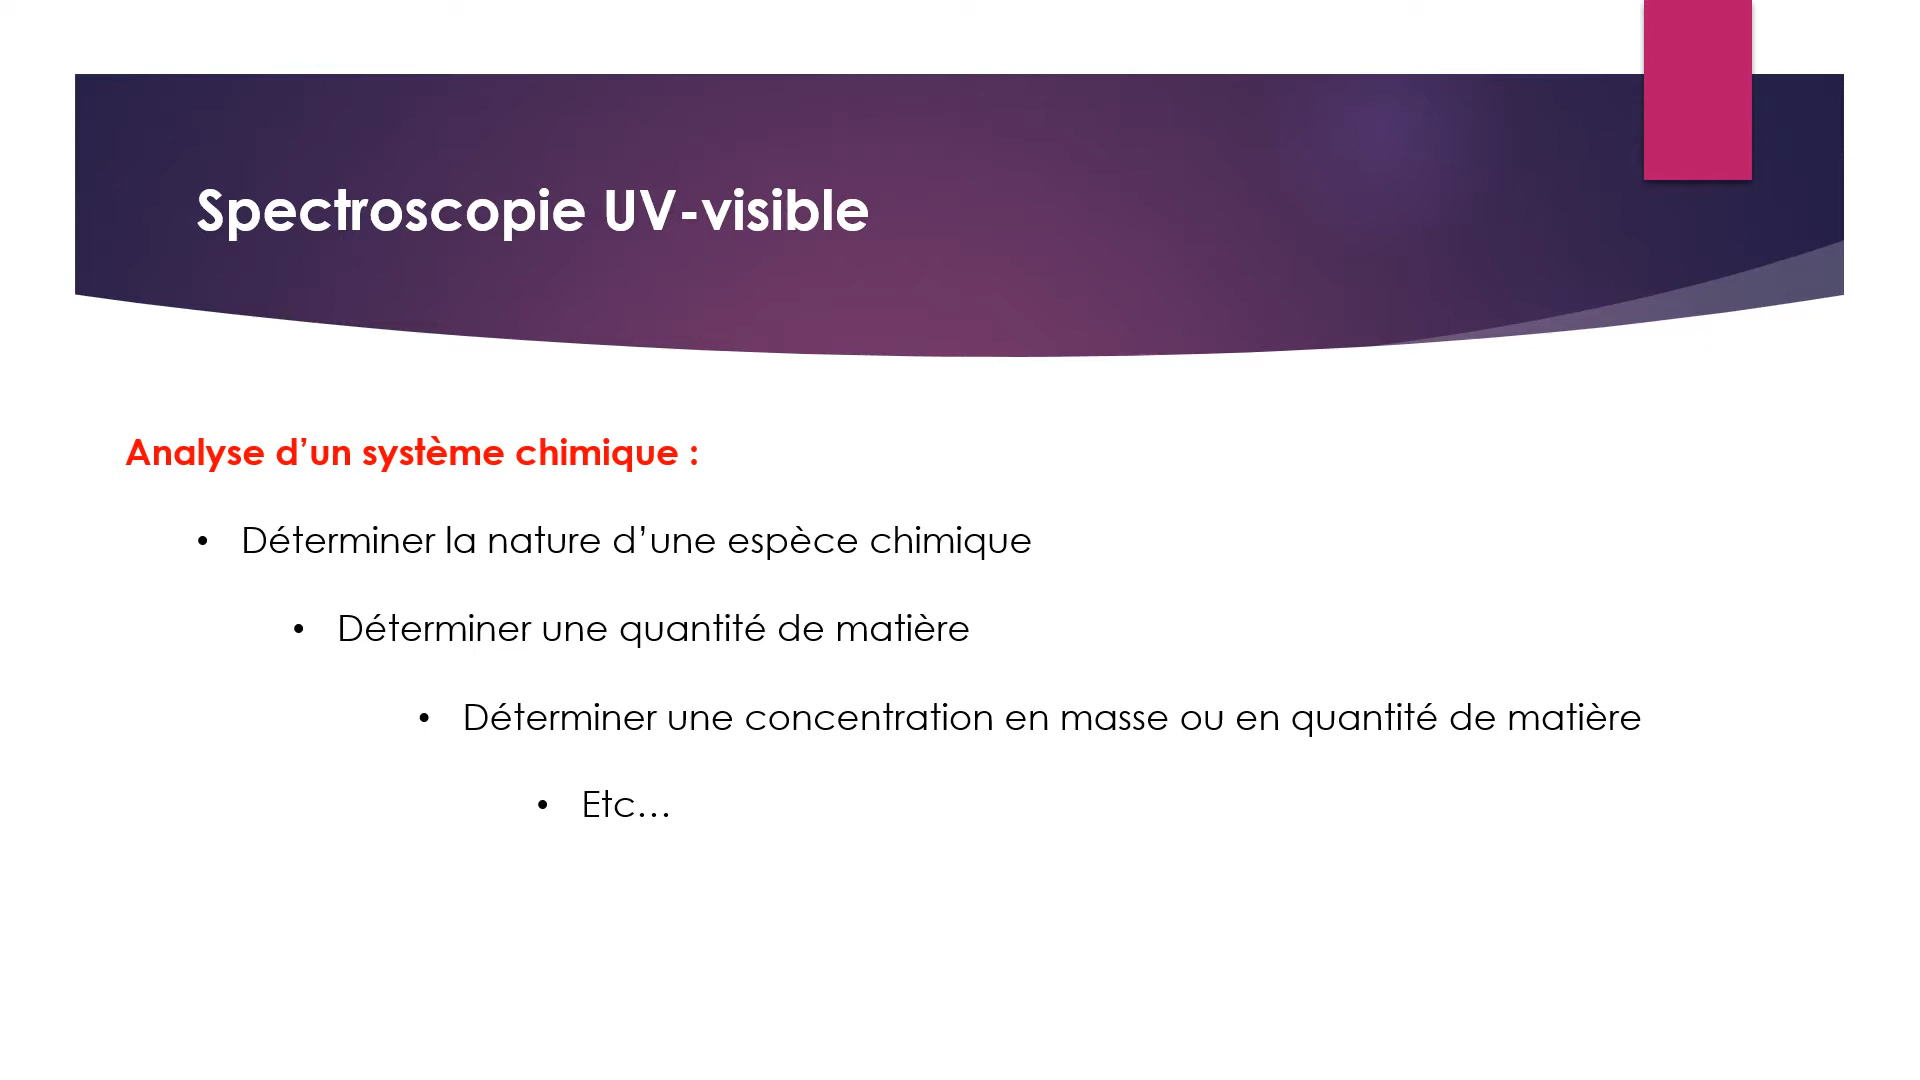 Spectroscopie UV-visible
Analyse d’un système chimique :
• Déterminer la nature d’une espèce chimique
• Déterminer une quantité de matière
• Déterminer une concentration en masse ou en quantité de matière
• Etc…